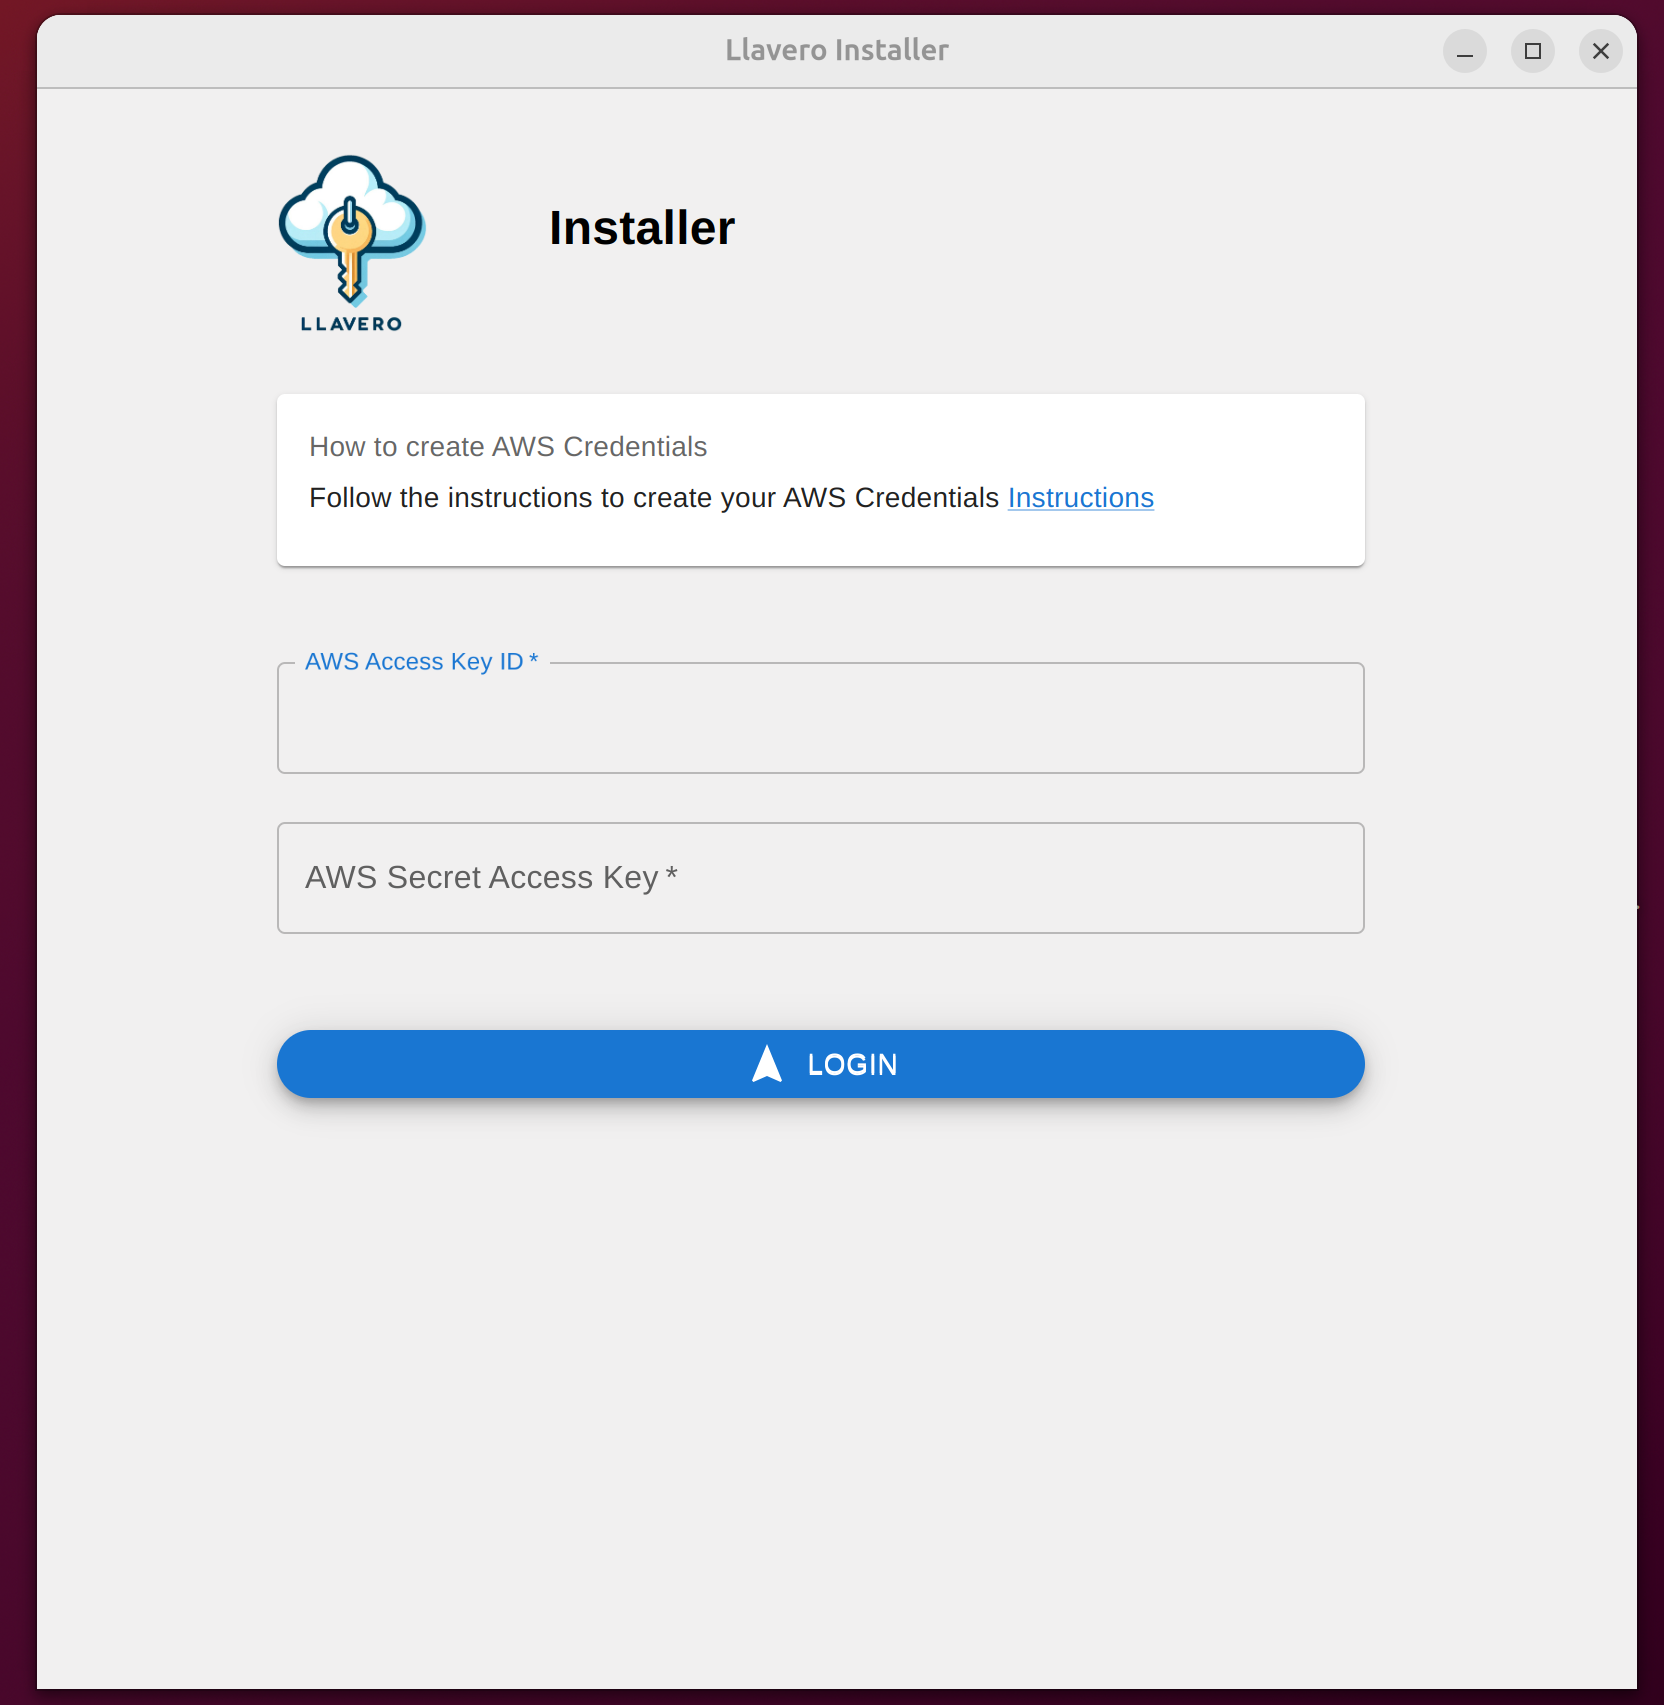 Llavero Installer
LLAVERO
Installer
How to create AWS Credentials
Follow the instructions to create your AWS Credentials Instructions
AWS Access Key ID *
AWS Secret Access Key *
LOGIN